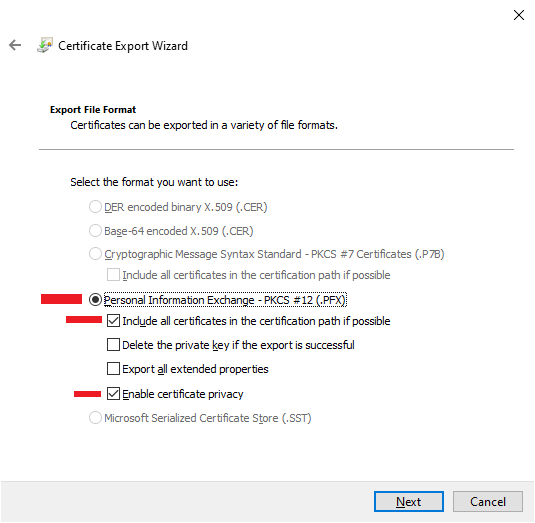 Certificate Export Wizard
Export File Format
Certificates can be exported in a variety of file formats.
Select the format you want to use:
DER encoded binary X.509 (.CER)
Base-64 encoded X.509 (.CER)
Cryptographic Message Syntax Standard - PKCS #7 Certificates (.P7B)
Include all certificates in the certification path if possible
Personal Information Exchange - PKCS #12 (.PFX)
Include all certificates in the certification path if possible
Delete the private key if the export is successful
Export all extended properties
Enable certificate privacy
Microsoft Serialized Certificate Store (.SST)
Next Cancel